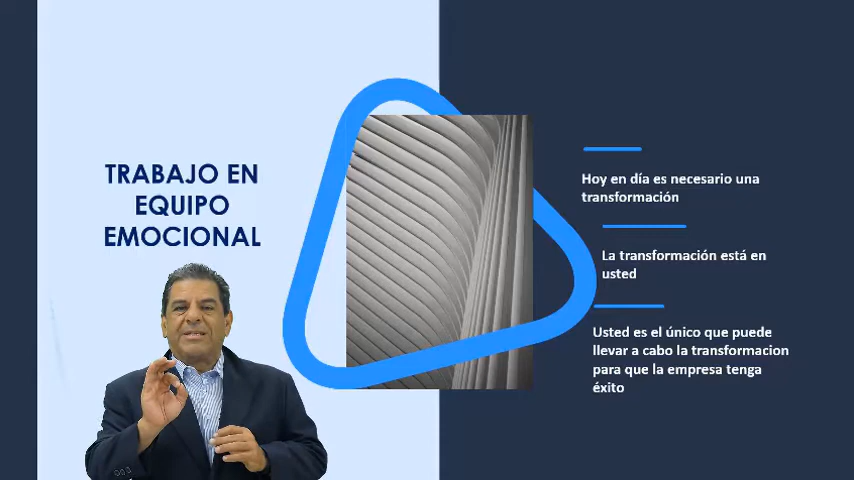 TRABAJO EN
EQUIPO
EMOCIONAL
Hoy en día es necesario una
transformación
La transformación está en
usted
Usted es el único que puede
llevar a cabo la transformacion
para que la empresa tenga
éxito